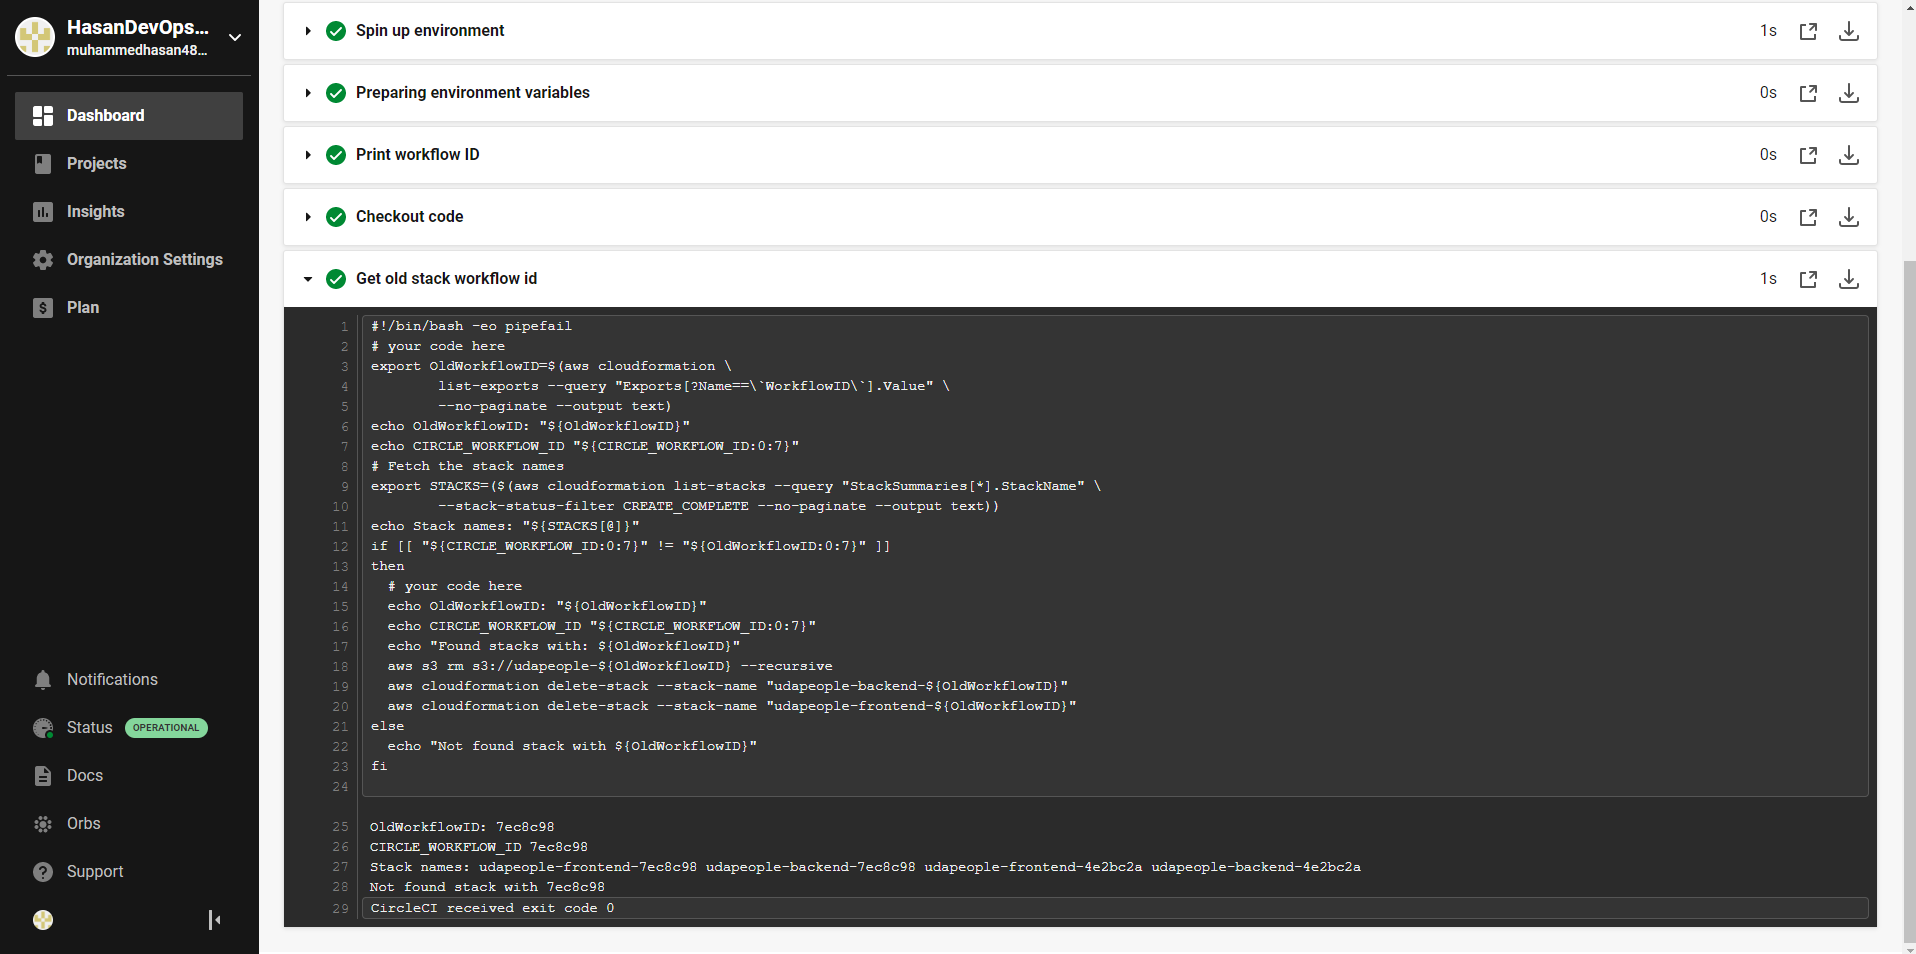 HasanDevOps...
muhammedhasan48...
Dashboard
Projects
Insights
Organization Settings
Plan
Notifications
Status OPERATIONAL
Docs
Orbs
Support
Spin up environment 1s
Preparing environment variables 0s
Print workflow ID 0s
Checkout code 0s
Get old stack workflow id 1s
1 #!/bin/bash -eo pipefail
2 # your code here
3 export OldWorkflowID=$(aws cloudformation \
4         list-exports --query "Exports[?Name==\`WorkflowID\`].Value" \
5         --no-paginate --output text)
6 echo OldWorkflowID: "${OldWorkflowID}"
7 echo CIRCLE_WORKFLOW_ID "${CIRCLE_WORKFLOW_ID:0:7}"
8 # Fetch the stack names
9 export STACKS=($(aws cloudformation list-stacks --query "StackSummaries[*].StackName" \
10         --stack-status-filter CREATE_COMPLETE --no-paginate --output text))
11 echo Stack names: "${STACKS[@]}"
12 if [[ "${CIRCLE_WORKFLOW_ID:0:7}" != "${OldWorkflowID:0:7}" ]]
13 then
14   # your code here
15   echo OldWorkflowID: "${OldWorkflowID}"
16   echo CIRCLE_WORKFLOW_ID "${CIRCLE_WORKFLOW_ID:0:7}"
17   echo "Found stacks with: ${OldWorkflowID}"
18   aws s3 rm s3://udapeople-${OldWorkflowID} --recursive
19   aws cloudformation delete-stack --stack-name "udapeople-backend-${OldWorkflowID}"
20   aws cloudformation delete-stack --stack-name "udapeople-frontend-${OldWorkflowID}"
21 else
22   echo "Not found stack with ${OldWorkflowID}"
23 fi
24
25 OldWorkflowID: 7ec8c98
26 CIRCLE_WORKFLOW_ID 7ec8c98
27 Stack names: udapeople-frontend-7ec8c98 udapeople-backend-7ec8c98 udapeople-frontend-4e2bc2a udapeople-backend-4e2bc2a
28 Not found stack with 7ec8c98
29 CircleCI received exit code 0